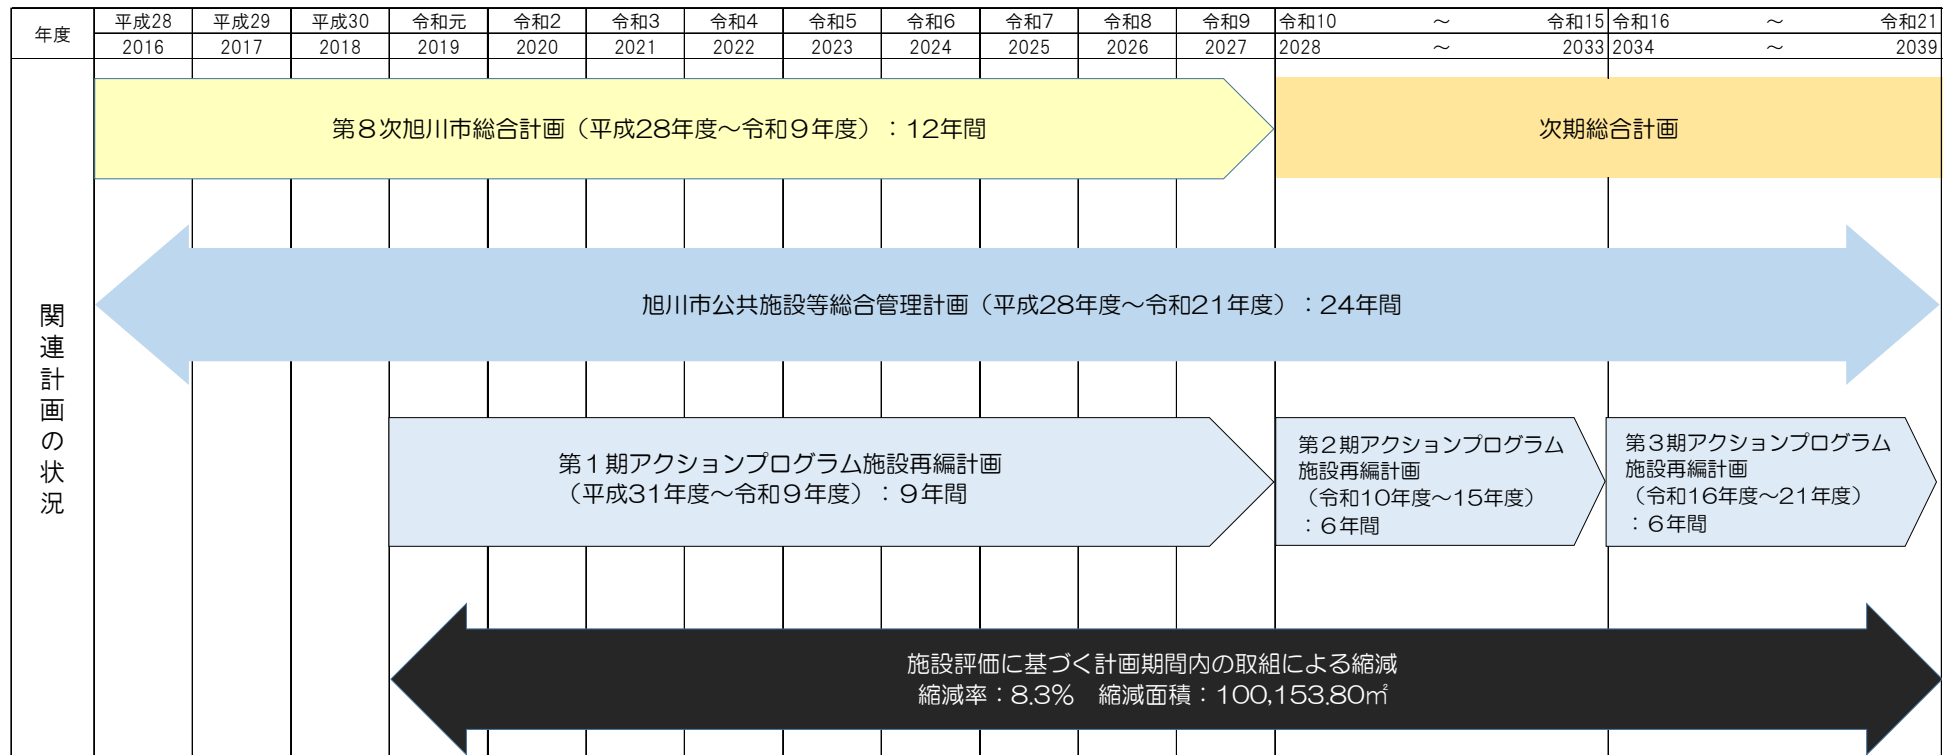 年度
平成28 平成29 平成30 令和元 令和2 令和3 令和4 令和5 令和6 令和7 令和8 令和9 令和10 ～ 令和15 令和16 ～ 令和21
2016 2017 2018 2019 2020 2021 2022 2023 2024 2025 2026 2027 2028 ～ 2033 2034 ～ 2039
関連計画の状況
第８次旭川市総合計画（平成28年度～令和９年度）：12年間
次期総合計画
旭川市公共施設等総合管理計画（平成28年度～令和21年度）：24年間
第１期アクションプログラム施設再編計画
（平成31年度～令和９年度）：９年間
第２期アクションプログラム
施設再編計画
（令和10年度～15年度）
：６年間
第３期アクションプログラム
施設再編計画
（令和16年度～21年度）
：６年間
施設評価に基づく計画期間内の取組による縮減
縮減率：8.3%　縮減面積：100,153.80㎡